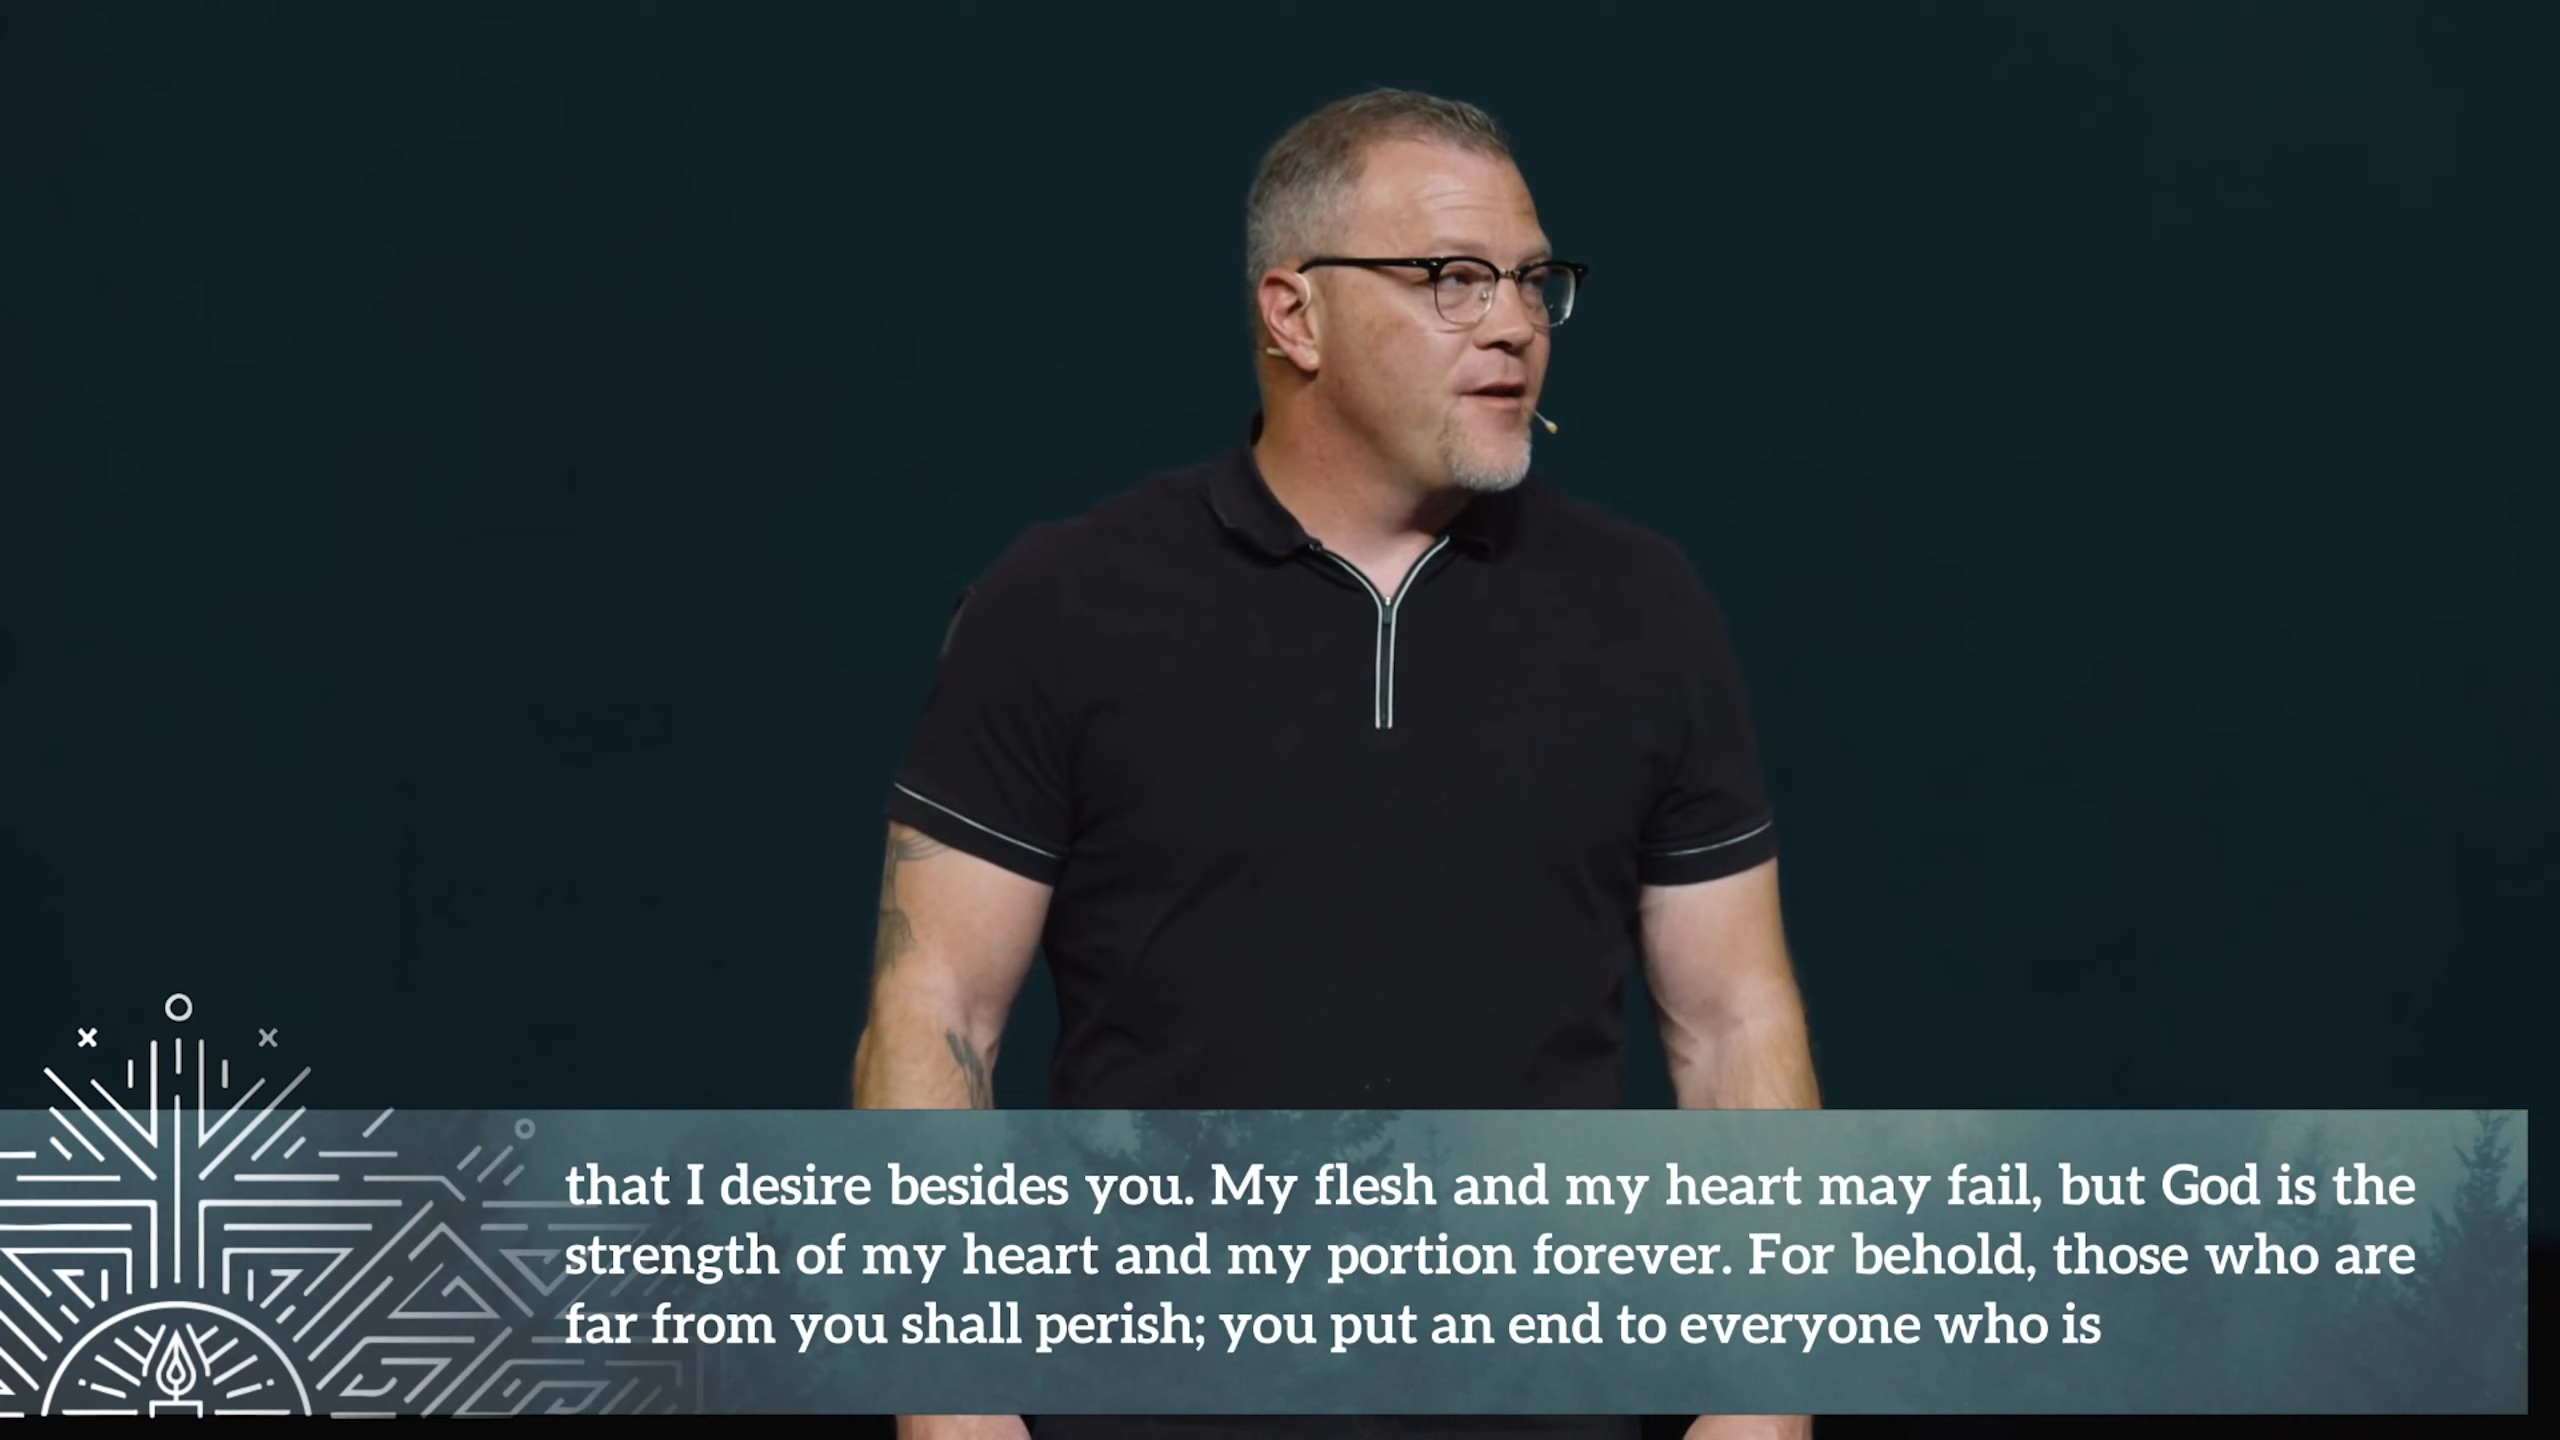 that I desire besides you. My flesh and my heart may fail, but God is the
strength of my heart and my portion forever. For behold, those who are
far from you shall perish; you put an end to everyone who is